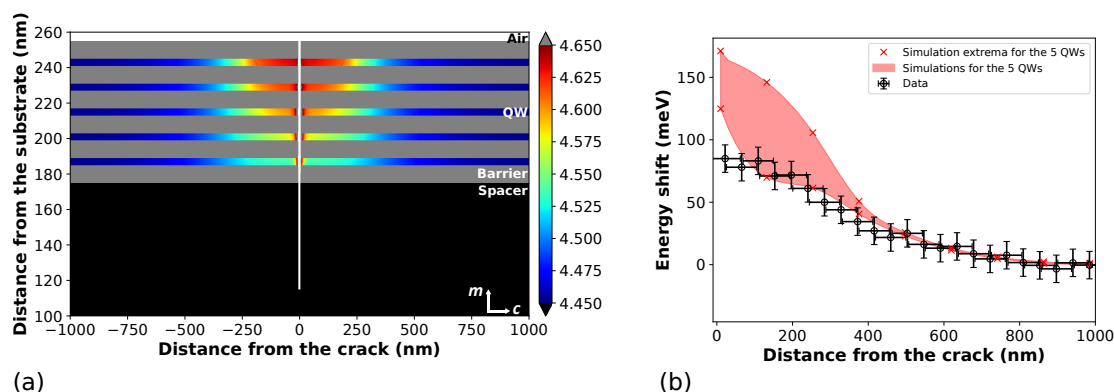 260
240
220
200
180
160
140
120
100
Distance from the substrate (nm)
Air
QW
Barrier
Spacer
m
c
−1000 −750 −500 −250 0 250 500 750 1000
Distance from the crack (nm)
4.650
4.625
4.600
4.575
4.550
4.525
4.500
4.475
4.450
(a)
150
100
50
0
Energy shift (meV)
Simulation extrema for the 5 QWs
Simulations for the 5 QWs
Data
0 200 400 600 800 1000
Distance from the crack (nm)
(b)